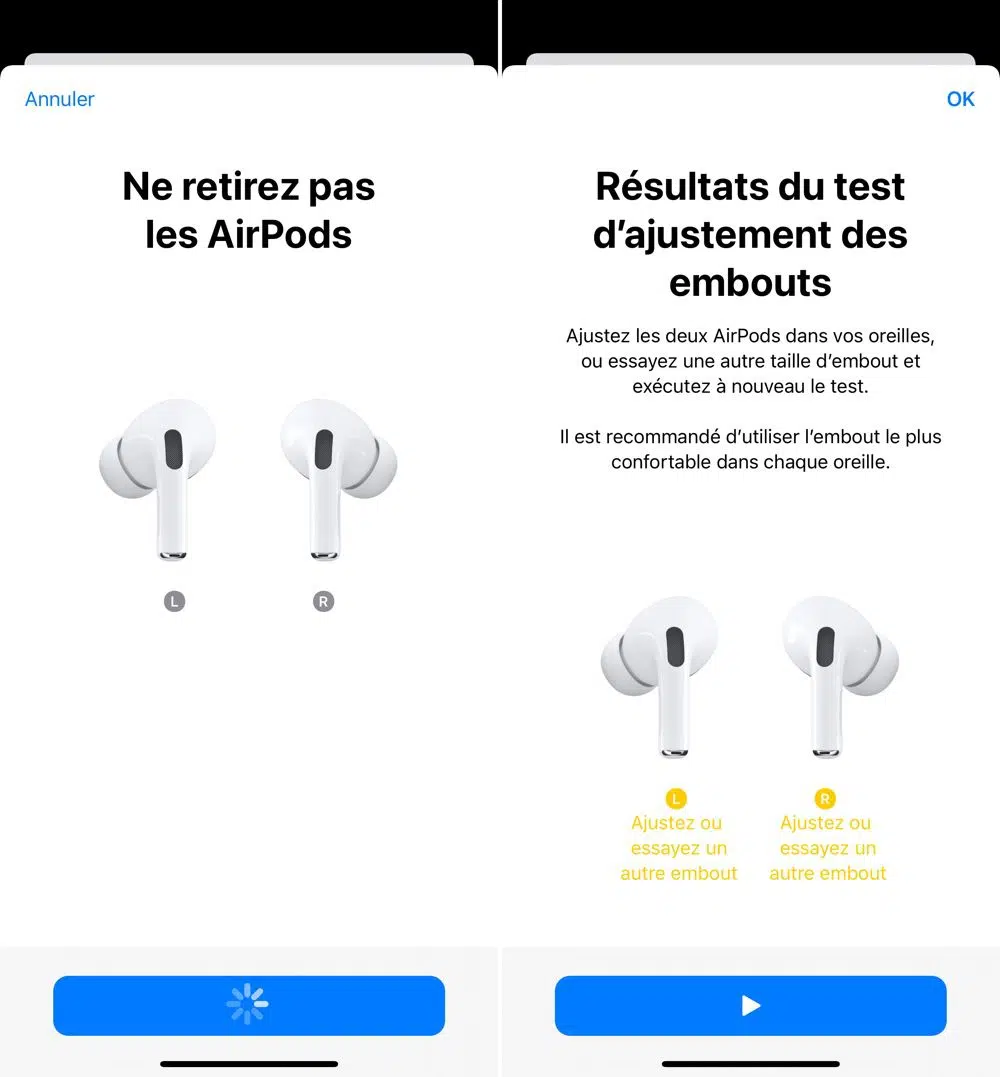 Annuler
Ne retirez pas
les AirPods
L
R
OK
Résultats du test
d’ajustement des
embouts
Ajustez les deux AirPods dans vos oreilles,
ou essayez une autre taille d’embout et
exécutez à nouveau le test.
Il est recommandé d’utiliser l’embout le plus
confortable dans chaque oreille.
L
Ajustez ou
essayez un
autre embout
R
Ajustez ou
essayez un
autre embout